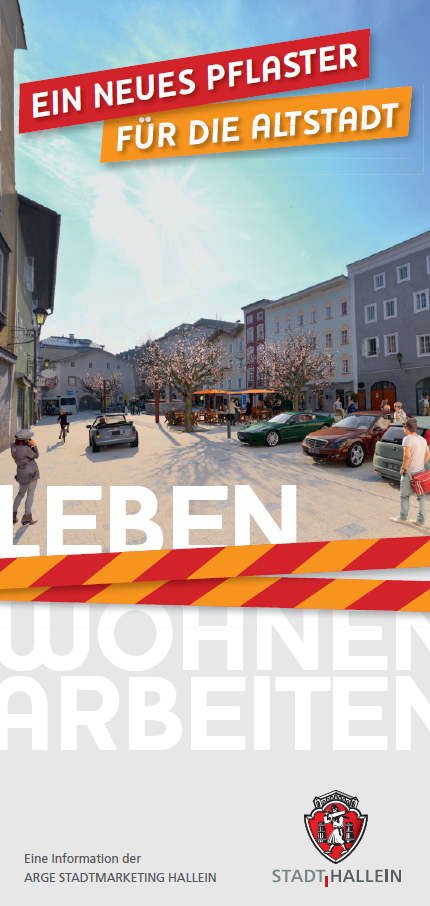 EIN NEUES PFLASTER
FÜR DIE ALTSTADT
LEBEN
WOHNEN
ARBEITEN
Eine Information der
ARGE STADTMARKETING HALLEIN
STADT HALLEIN